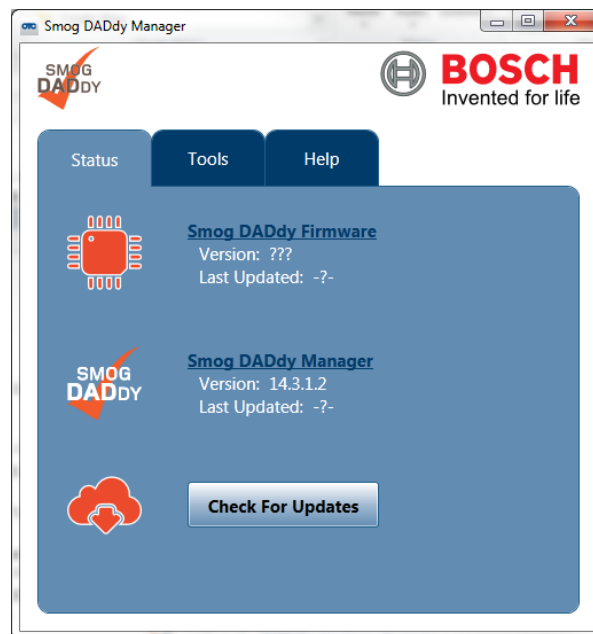 Smog DADdy Manager
SMOG
DADDY
BOSCH
Invented for life
Status
Tools
Help
Smog DADdy Firmware
Version: ???
Last Updated: -?-
SMOG
DADDY
Smog DADdy Manager
Version: 14.3.1.2
Last Updated: -?-
Check For Updates